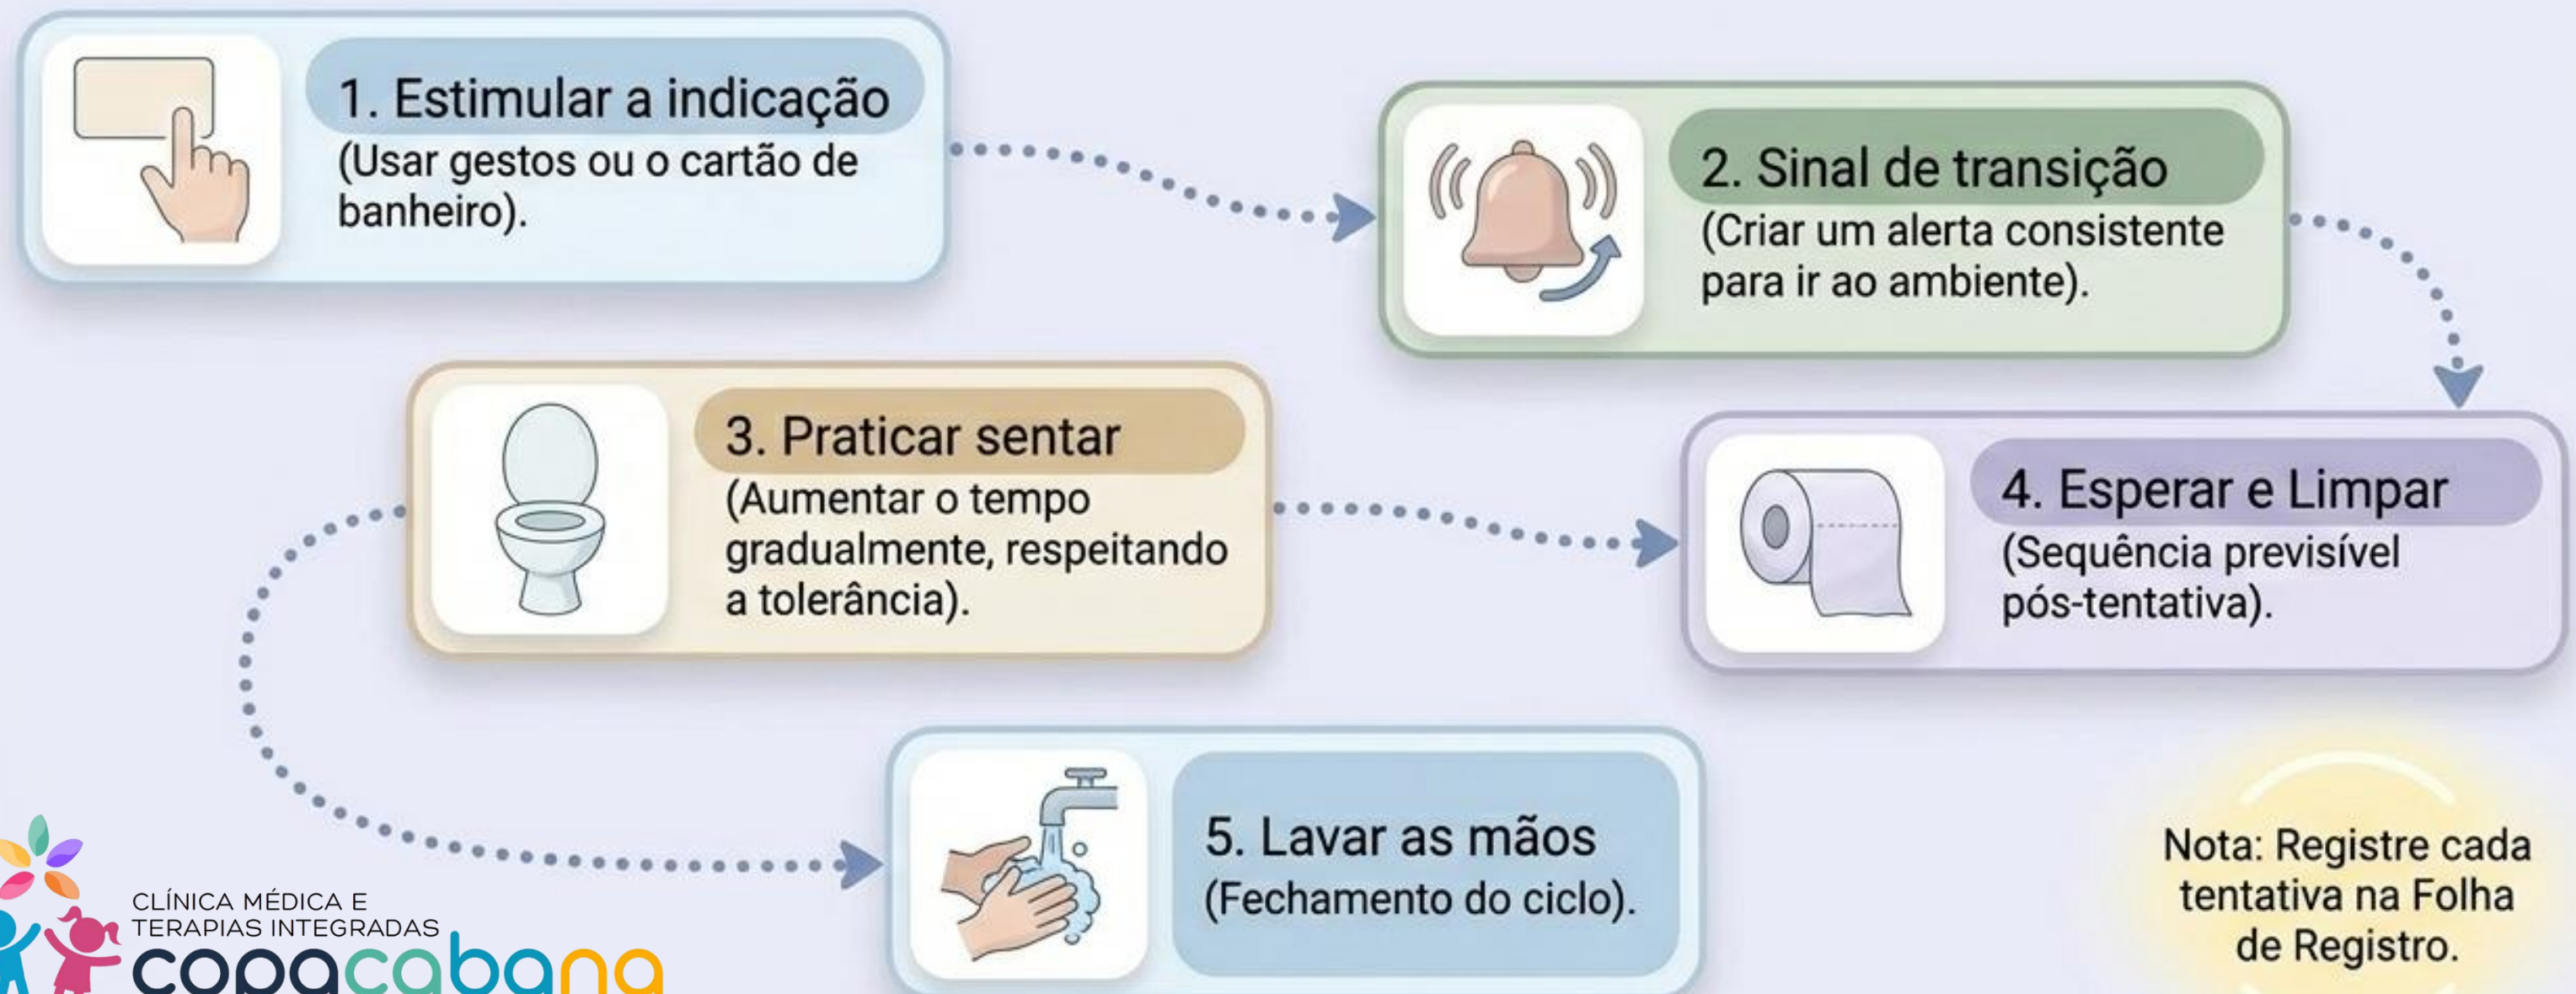 1. Estimular a indicação
(Usar gestos ou o cartão de
banheiro).
2. Sinal de transição
(Criar um alerta consistente
para ir ao ambiente).
3. Praticar sentar
(Aumentar o tempo
gradualmente, respeitando
a tolerância).
4. Esperar e Limpar
(Sequência previsível
pós-tentativa).
5. Lavar as mãos
(Fechamento do ciclo).
Nota: Registre cada
tentativa na Folha
de Registro.
CLÍNICA MÉDICA E
TERAPIAS INTEGRADAS
copacabana